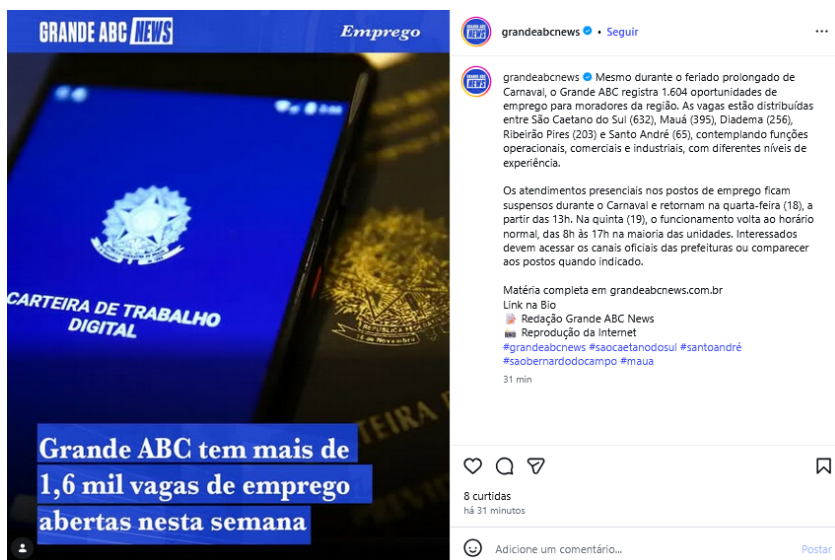 GRANDE ABC NEWS
Emprego
CARTEIRA DE TRABALHO
DIGITAL
Grande ABC tem mais de
1,6 mil vagas de emprego
abertas nesta semana
grandeabcnews • Seguir
grandeabcnews Mesmo durante o feriado prolongado de
Carnaval, o Grande ABC registra 1.604 oportunidades de
emprego para moradores da região. As vagas estão distribuídas
entre São Caetano do Sul (632), Mauá (395), Diadema (256),
Ribeirão Pires (203) e Santo André (65), contemplando funções
operacionais, comerciais e industriais, com diferentes níveis de
experiência.
Os atendimentos presenciais nos postos de emprego ficam
suspensos durante o Carnaval e retornam na quarta-feira (18), a
partir das 13h. Na quinta (19), o funcionamento volta ao horário
normal, das 8h às 17h na maioria das unidades. Interessados
devem acessar os canais oficiais das prefeituras ou comparecer
aos postos quando indicado.
Matéria completa em grandeabcnews.com.br
Link na Bio
Redação Grande ABC News
Reprodução da Internet
#grandeabcnews #saocaetanodosul #santoandré
#saobernardodocampo #maua
31 min
8 curtidas
há 31 minutos
Adicione um comentário...
Postar